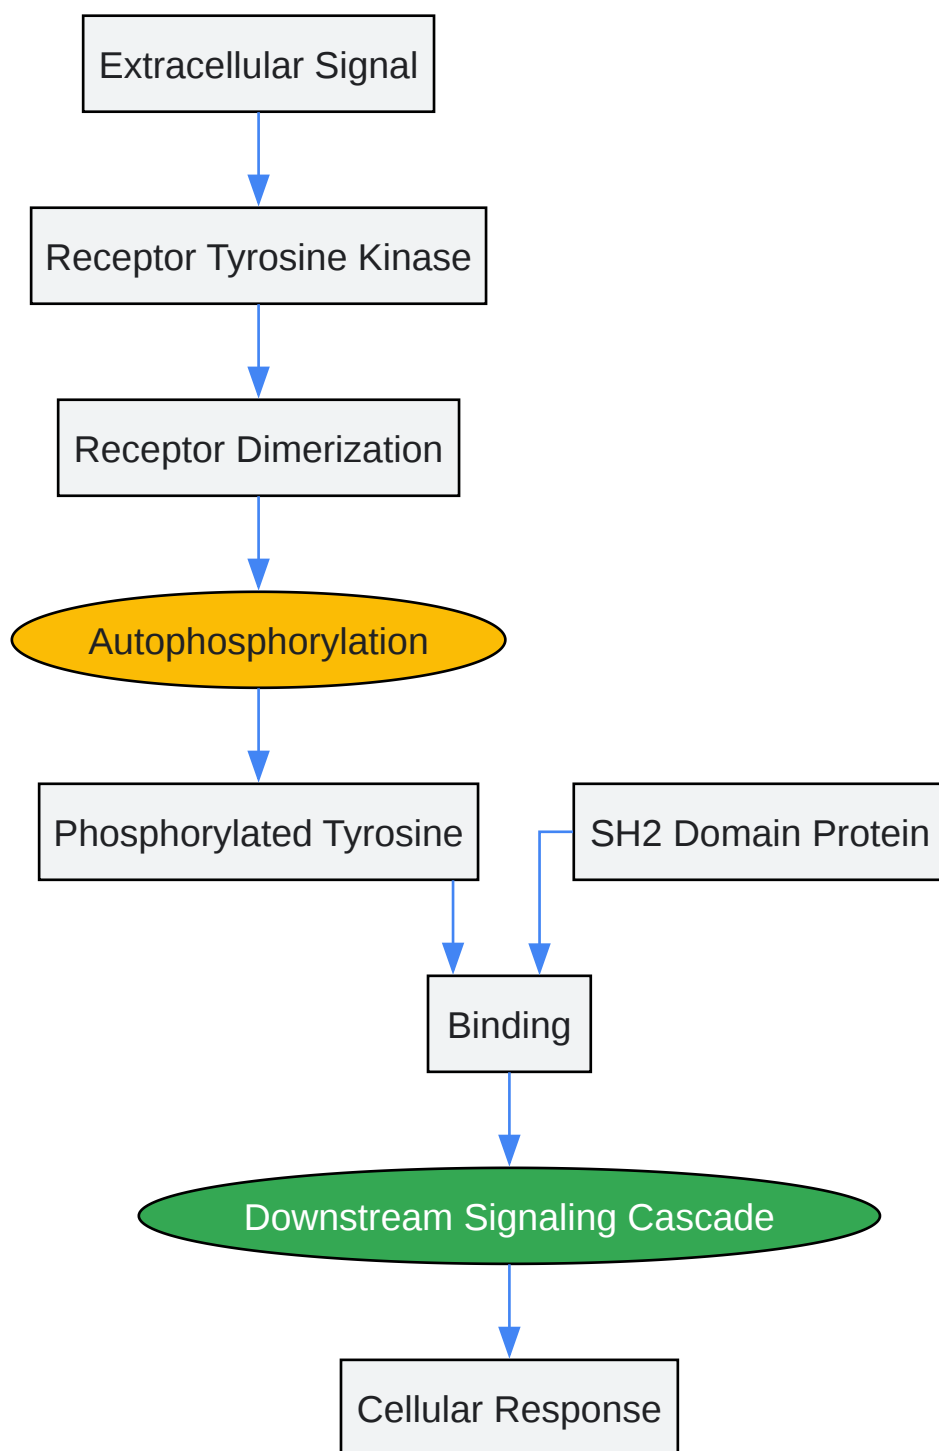 Extracellular Signal
Receptor Tyrosine Kinase
Receptor Dimerization
Autophosphorylation
Phosphorylated Tyrosine
SH2 Domain Protein
Binding
Downstream Signaling Cascade
Cellular Response